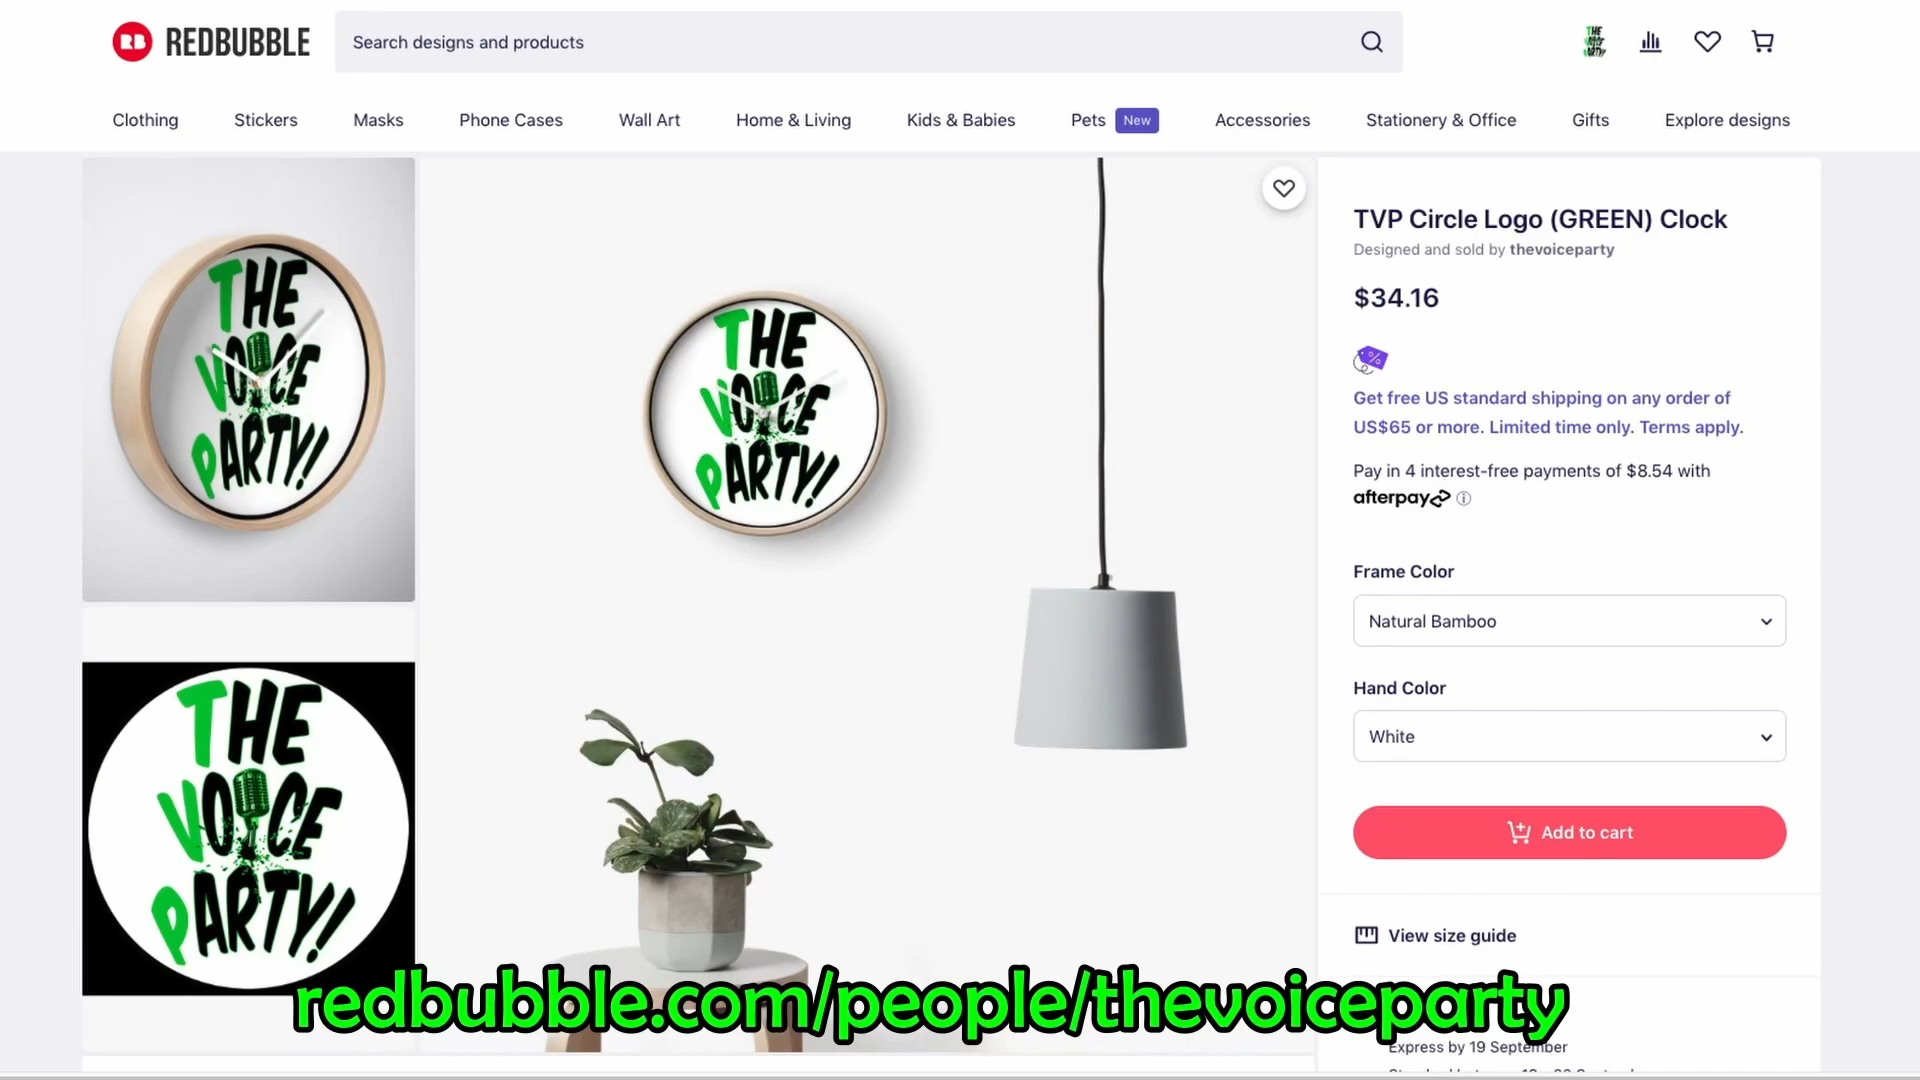 RB REDBUBBLE
Search designs and products
THE VOICE PARTY!
Clothing
Stickers
Masks
Phone Cases
Wall Art
Home & Living
Kids & Babies
Pets New
Accessories
Stationery & Office
Gifts
Explore designs
THE
VOICE
PARTY!
THE
VOICE
PARTY!
THE
VOICE
PARTY!
TVP Circle Logo (GREEN) Clock
Designed and sold by thevoiceparty
$34.16
%
Get free US standard shipping on any order of
US$65 or more. Limited time only. Terms apply.
Pay in 4 interest-free payments of $8.54 with
afterpay
Frame Color
Natural Bamboo
Hand Color
White
Add to cart
View size guide
redbubble.com/people/thevoiceparty
Express by 19 September